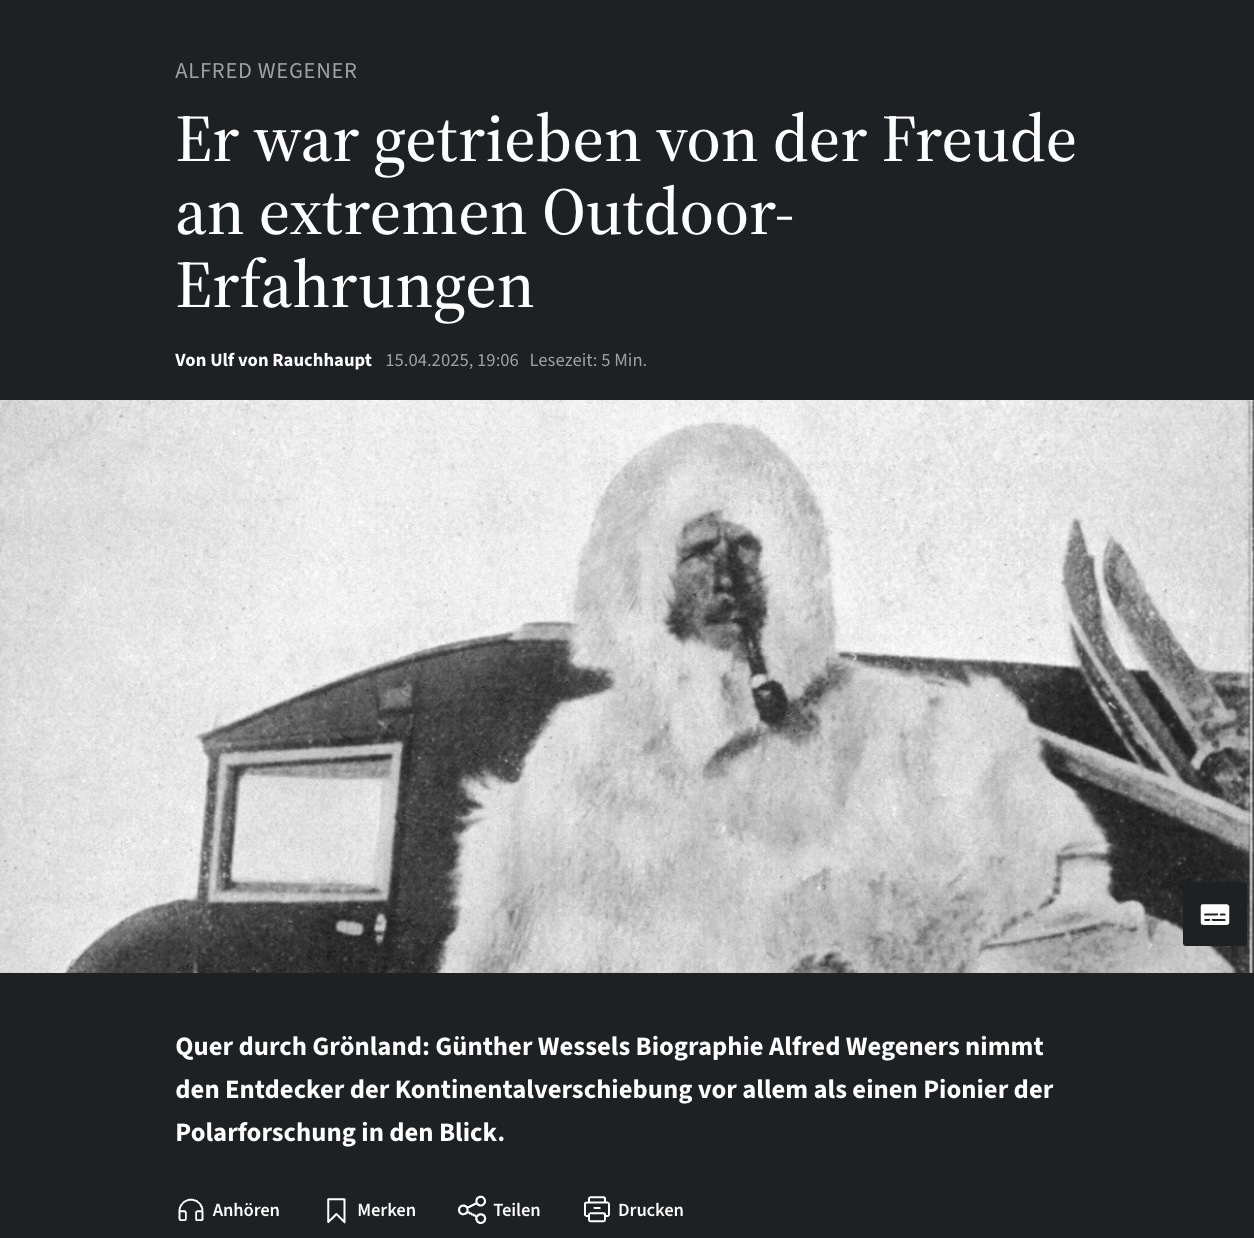 ALFRED WEGENER
Er war getrieben von der Freude
an extremen Outdoor-
Erfahrungen
Von Ulf von Rauchhaupt 15.04.2025, 19:06 Lesezeit: 5 Min.
Quer durch Grönland: Günther Wessels Biographie Alfred Wegeners nimmt
den Entdecker der Kontinentalverschiebung vor allem als einen Pionier der
Polarforschung in den Blick.
Anhören Merken Teilen Drucken